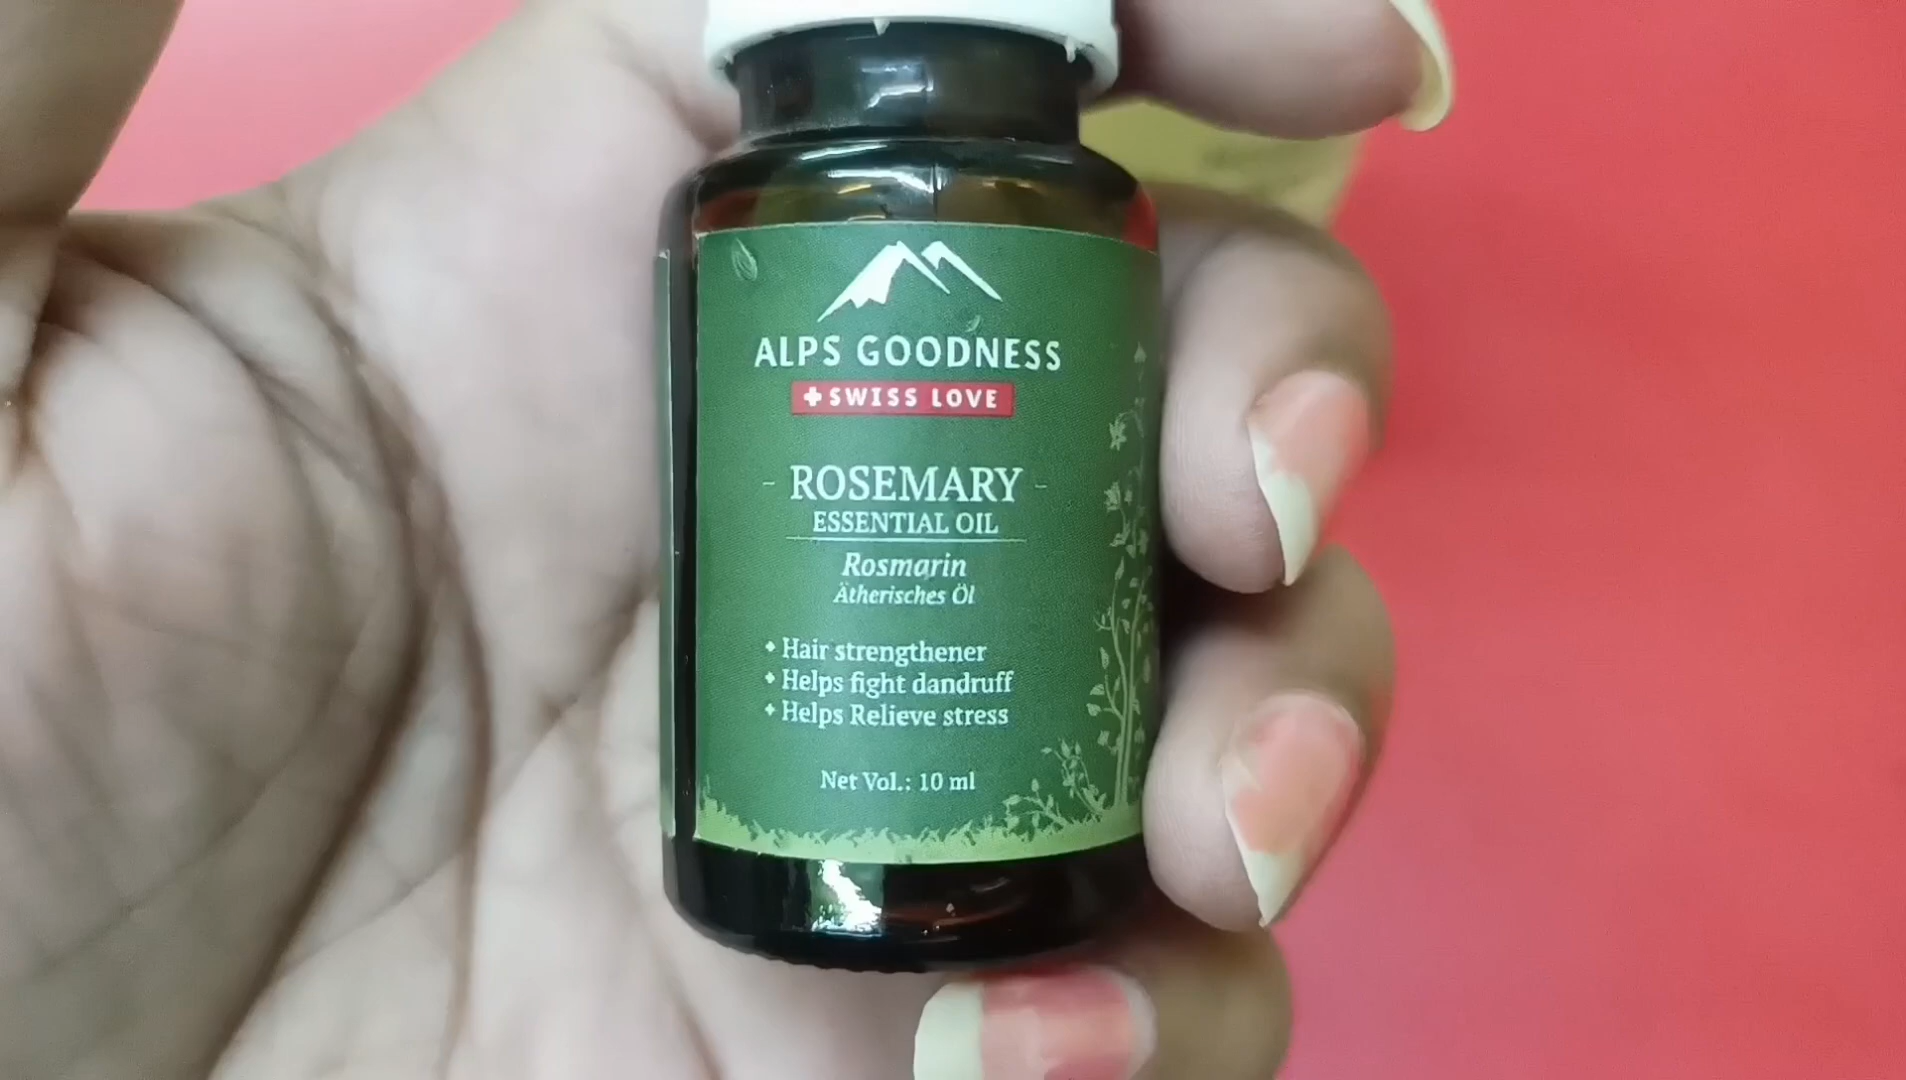 ALPS GOODNESS
+SWISS LOVE
- ROSEMARY -
ESSENTIAL OIL
Rosmarin
Ätherisches Öl
+ Hair strengthener
+ Helps fight dandruff
+ Helps Relieve stress
Net Vol.: 10 ml